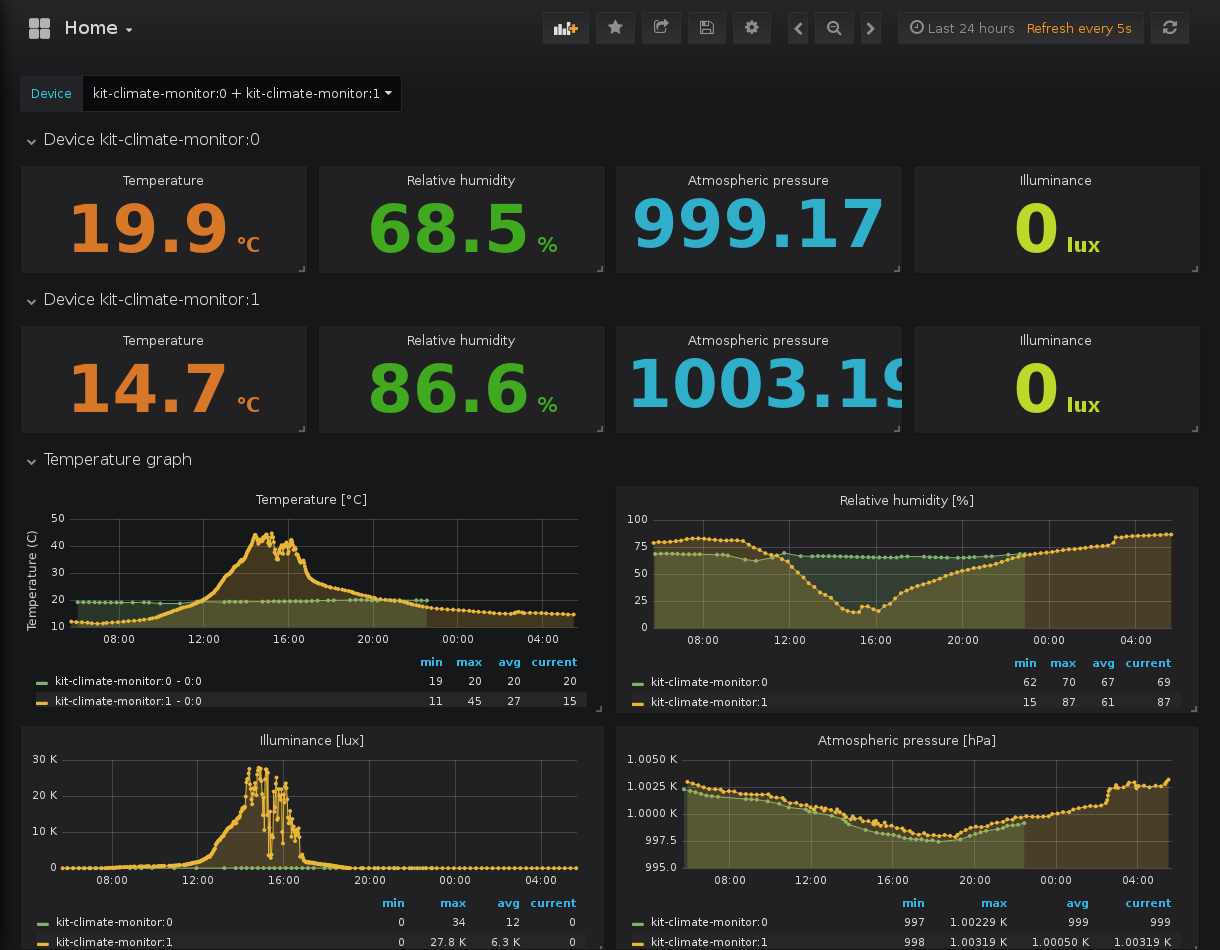 Home
Last 24 hours Refresh every 5s
Device kit-climate-monitor:0 + kit-climate-monitor:1
Device kit-climate-monitor:0
Temperature
19.9 °C
Relative humidity
68.5 %
Atmospheric pressure
999.17
Illuminance
0 lux
Device kit-climate-monitor:1
Temperature
14.7 °C
Relative humidity
86.6 %
Atmospheric pressure
1003.19
Illuminance
0 lux
Temperature graph
Temperature [°C]
Temperature (C)
50
40
30
20
10
08:00 12:00 16:00 20:00 00:00 04:00
min max avg current
kit-climate-monitor:0 - 0:0 19 20 20 20
kit-climate-monitor:1 - 0:0 11 45 27 15
Relative humidity [%]
100
75
50
25
0
08:00 12:00 16:00 20:00 00:00 04:00
min max avg current
kit-climate-monitor:0 62 70 67 69
kit-climate-monitor:1 15 87 61 87
Illuminance [lux]
30 K
20 K
10 K
0
08:00 12:00 16:00 20:00 00:00 04:00
min max avg current
kit-climate-monitor:0 0 34 12 0
kit-climate-monitor:1 0 27.8 K 6.3 K 0
Atmospheric pressure [hPa]
1.0050 K
1.0025 K
1.0000 K
997.5
995.0
08:00 12:00 16:00 20:00 00:00 04:00
min max avg current
kit-climate-monitor:0 997 1.00229 K 999 999
kit-climate-monitor:1 998 1.00319 K 1.00050 K 1.00319 K